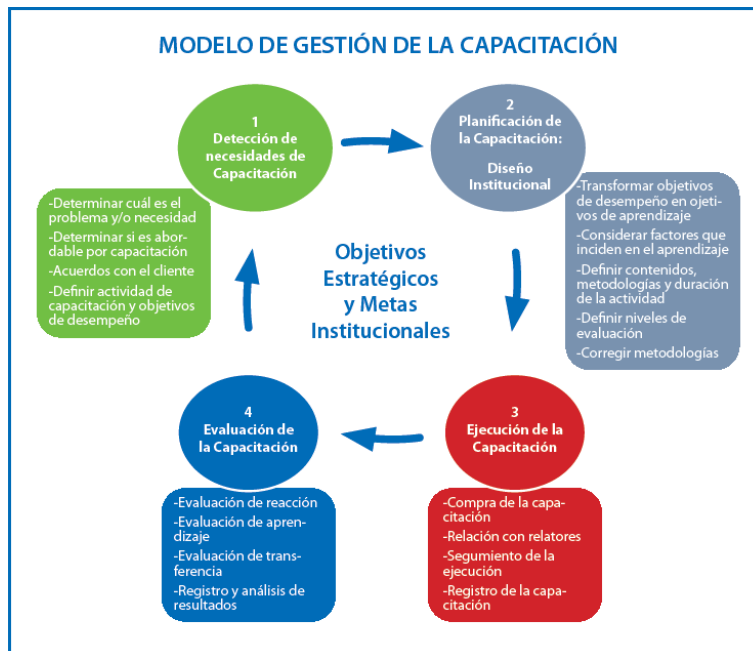 MODELO DE GESTIÓN DE LA CAPACITACIÓN
1
Detección de
necesidades de
Capacitación
-Determinar cuál es el
problema y/o necesidad
-Determinar si es abor-
dable por capacitación
-Acuerdos con el cliente
-Definir actividad de
capacitación y objetivos
de desempeño
2
Planificación de
la Capacitación:
Diseño
Institucional
-Transformar objetivos
de desempeño en ojeti-
vos de aprendizaje
-Considerar factores que
inciden en el aprendizaje
-Definir contenidos,
metodologías y duración
de la actividad
-Definir niveles de
evaluación
-Corregir metodologías
Objetivos
Estratégicos
y Metas
Institucionales
3
Ejecución de la
Capacitación
-Compra de la capa-
citación
-Relación con relatores
-Segumiento de la
ejecución
-Registro de la capa-
citación
4
Evaluación de
la Capacitación
-Evaluación de reacción
-Evaluación de apren-
dizaje
-Evaluación de trans-
ferencia
-Registro y análisis de
resultados